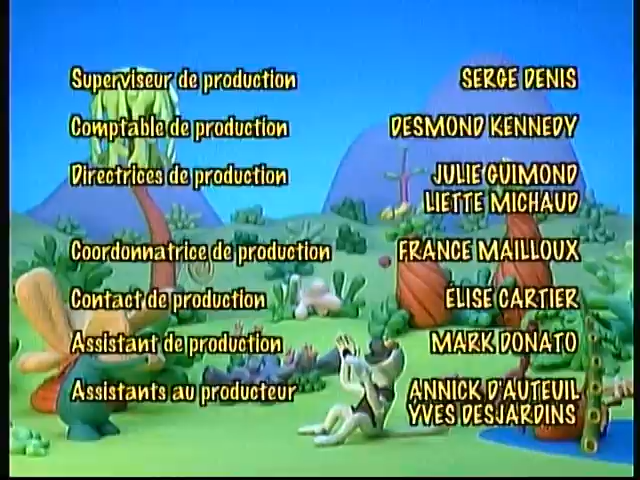 Superviseur de production SERGE DENIS
Comptable de production DESMOND KENNEDY
Directrices de production JULIE GUIMOND
LIETTE MICHAUD
Coordonnatrice de production FRANCE MAILLOUX
Contact de production ÉLISE CARTIER
Assistant de production MARK DONATO
Assistants au producteur ANNICK D'AUTEUIL
YVES DESJARDINS